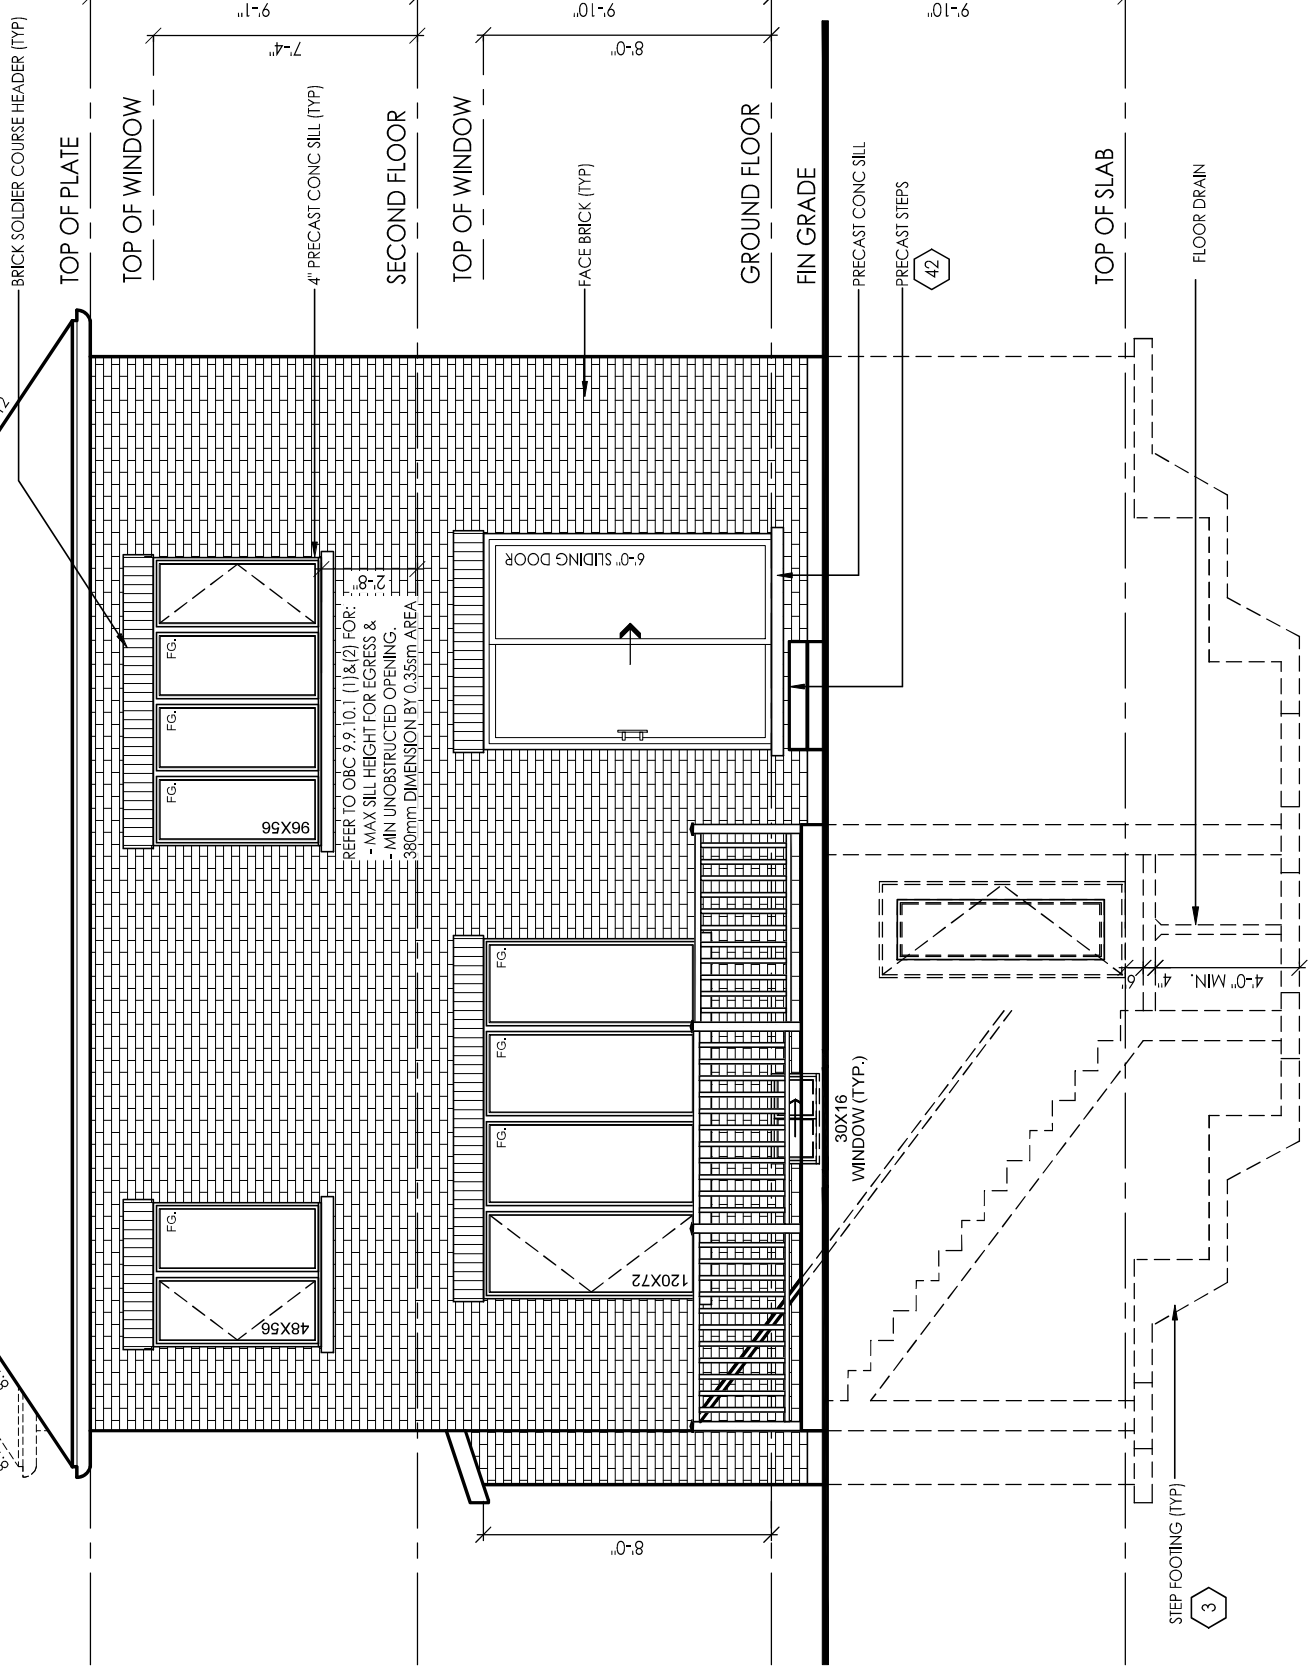 BRICK SOLDIER COURSE HEADER (TYP)
TOP OF PLATE
TOP OF WINDOW
4" PRECAST CONC SILL (TYP)
SECOND FLOOR
TOP OF WINDOW
FACE BRICK (TYP)
GROUND FLOOR
FIN GRADE
PRECAST CONC SILL
PRECAST STEPS
42
TOP OF SLAB
FLOOR DRAIN
9'-1"
7'-4"
9'-10"
8'-0"
9'-10"
FG.
FG.
FG.
96X56
2'-8"
REFER TO OBC 9.9.10.1 (1)&(2) FOR:
- MAX SILL HEIGHT FOR EGRESS &
- MIN UNOBSTRUCTED OPENING.
380mm DIMENSION BY 0.35sm AREA
6'-0" SLIDING DOOR
FG.
48X56
FG.
FG.
FG.
120X72
30X16
WINDOW (TYP.)
6"
4"
4'-0" MIN.
8'-0"
STEP FOOTING (TYP)
3